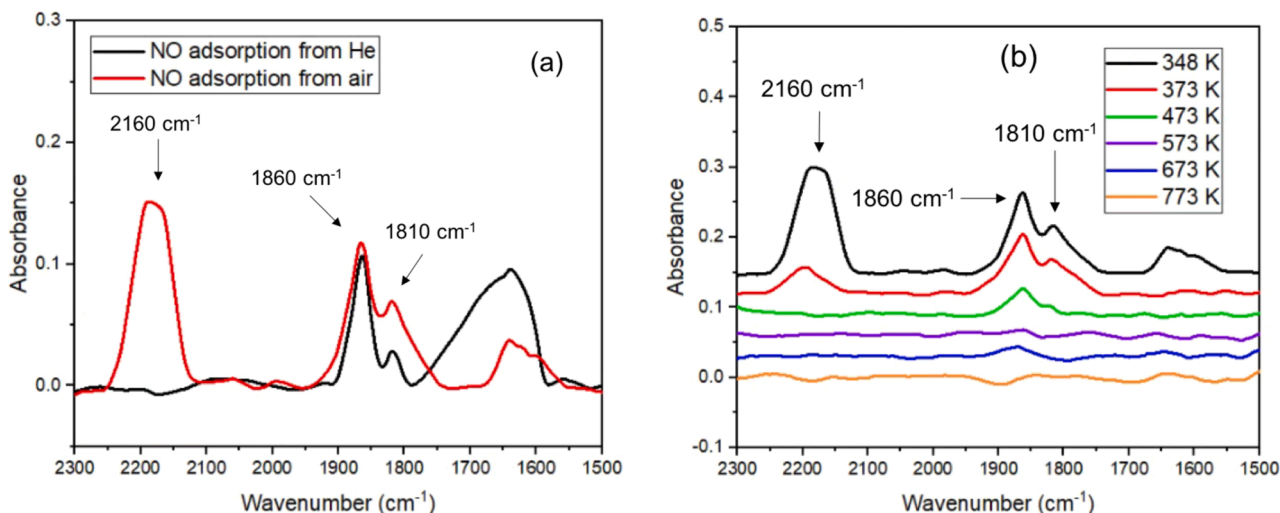 0.3
NO adsorption from He
NO adsorption from air
(a)
2160 cm-1
1860 cm-1
1810 cm-1
0.2
0.1
0.0
Absorbance
2300 2200 2100 2000 1900 1800 1700 1600 1500
Wavenumber (cm-1)
0.5
(b)
348 K
373 K
473 K
573 K
673 K
773 K
2160 cm-1
1810 cm-1
1860 cm-1
0.4
0.3
0.2
0.1
0.0
-0.1
Absorbance
2300 2200 2100 2000 1900 1800 1700 1600 1500
Wavenumber (cm-1)